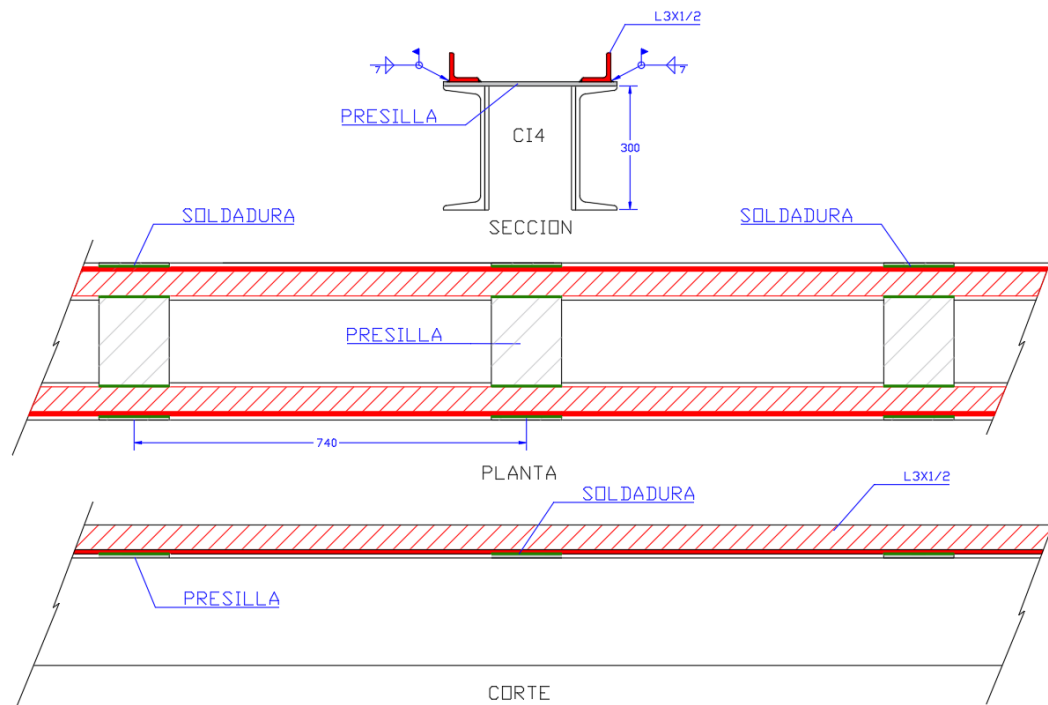 L3X1/2
7
7
PRESILLA
CI4
300
SECCION
SOLDADURA
SOLDADURA
PRESILLA
740
PLANTA
L3X1/2
SOLDADURA
PRESILLA
CORTE